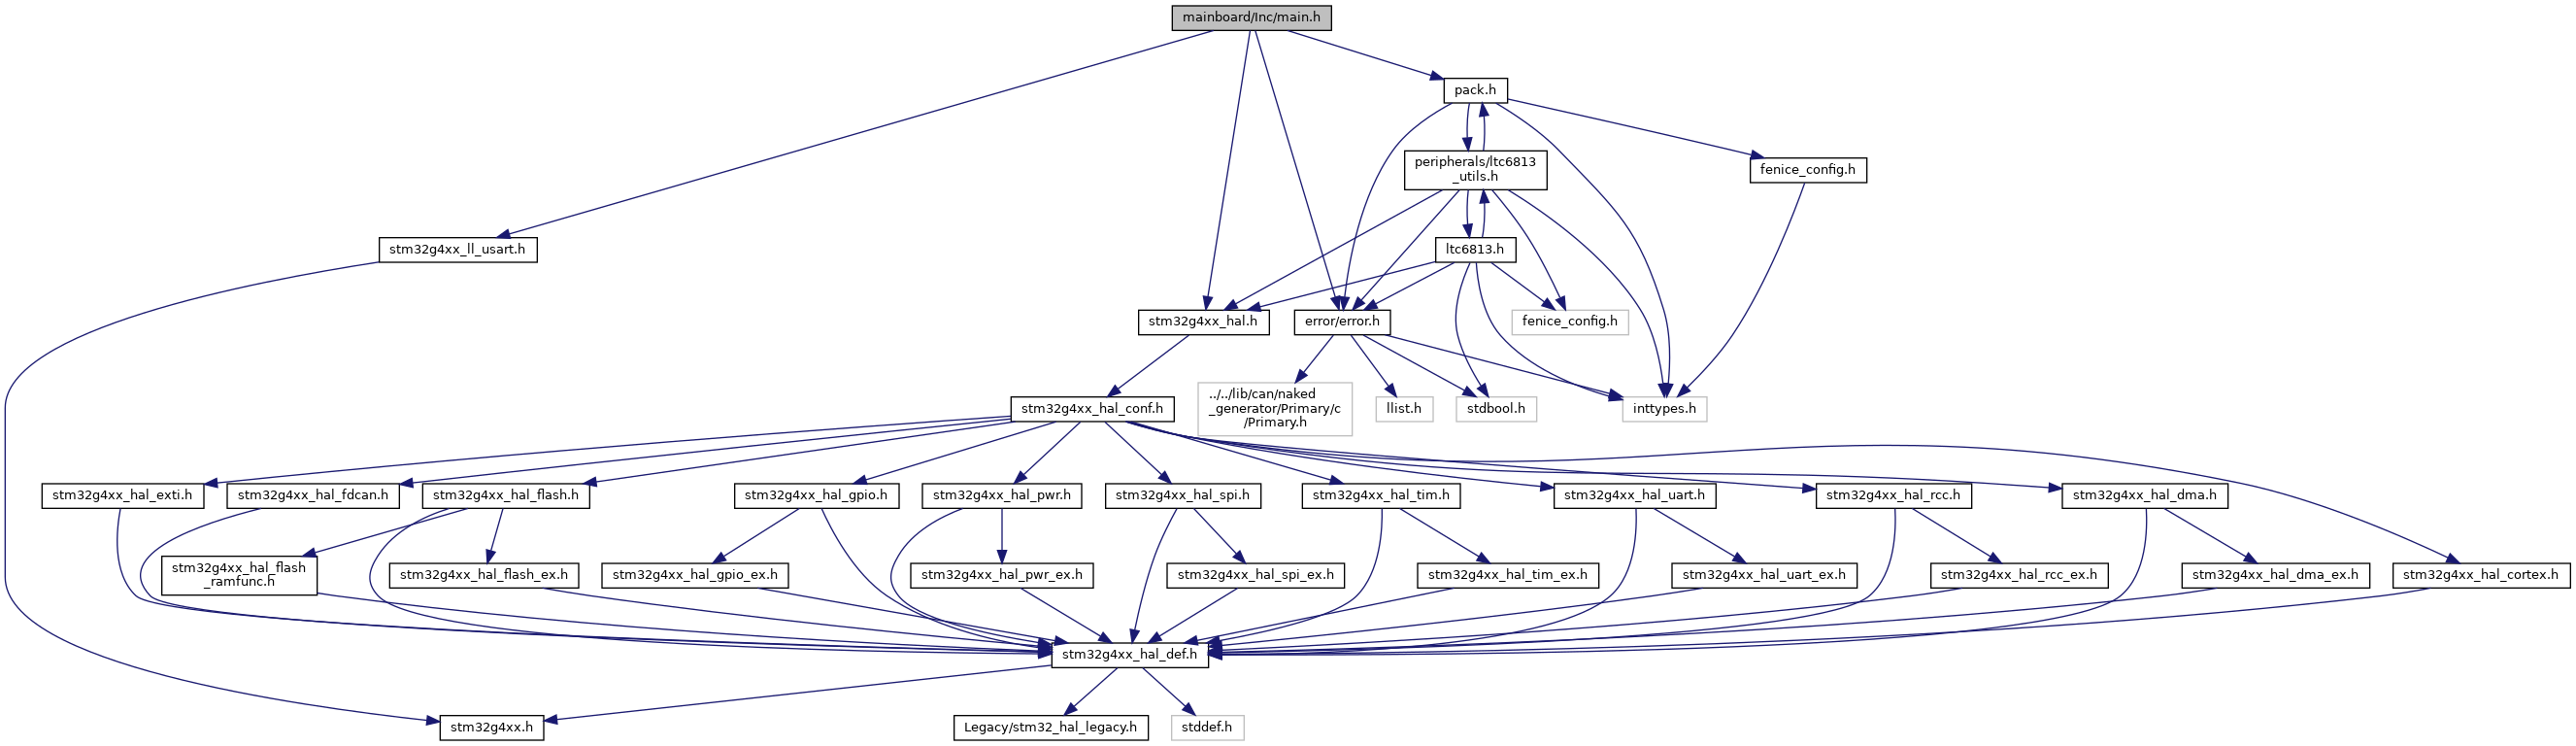 mainboard/Inc/main.h
pack.h
peripherals/ltc6813
_utils.h
fenice_config.h
stm32g4xx_ll_usart.h
ltc6813.h
stm32g4xx_hal.h
error/error.h
fenice_config.h
stm32g4xx_hal_conf.h
../../lib/can/naked
_generator/Primary/c
/Primary.h
llist.h
stdbool.h
inttypes.h
stm32g4xx_hal_exti.h
stm32g4xx_hal_fdcan.h
stm32g4xx_hal_flash.h
stm32g4xx_hal_gpio.h
stm32g4xx_hal_pwr.h
stm32g4xx_hal_spi.h
stm32g4xx_hal_tim.h
stm32g4xx_hal_uart.h
stm32g4xx_hal_rcc.h
stm32g4xx_hal_dma.h
stm32g4xx_hal_flash
_ramfunc.h
stm32g4xx_hal_flash_ex.h
stm32g4xx_hal_gpio_ex.h
stm32g4xx_hal_pwr_ex.h
stm32g4xx_hal_spi_ex.h
stm32g4xx_hal_tim_ex.h
stm32g4xx_hal_uart_ex.h
stm32g4xx_hal_rcc_ex.h
stm32g4xx_hal_dma_ex.h
stm32g4xx_hal_cortex.h
stm32g4xx_hal_def.h
stm32g4xx.h
Legacy/stm32_hal_legacy.h
stddef.h